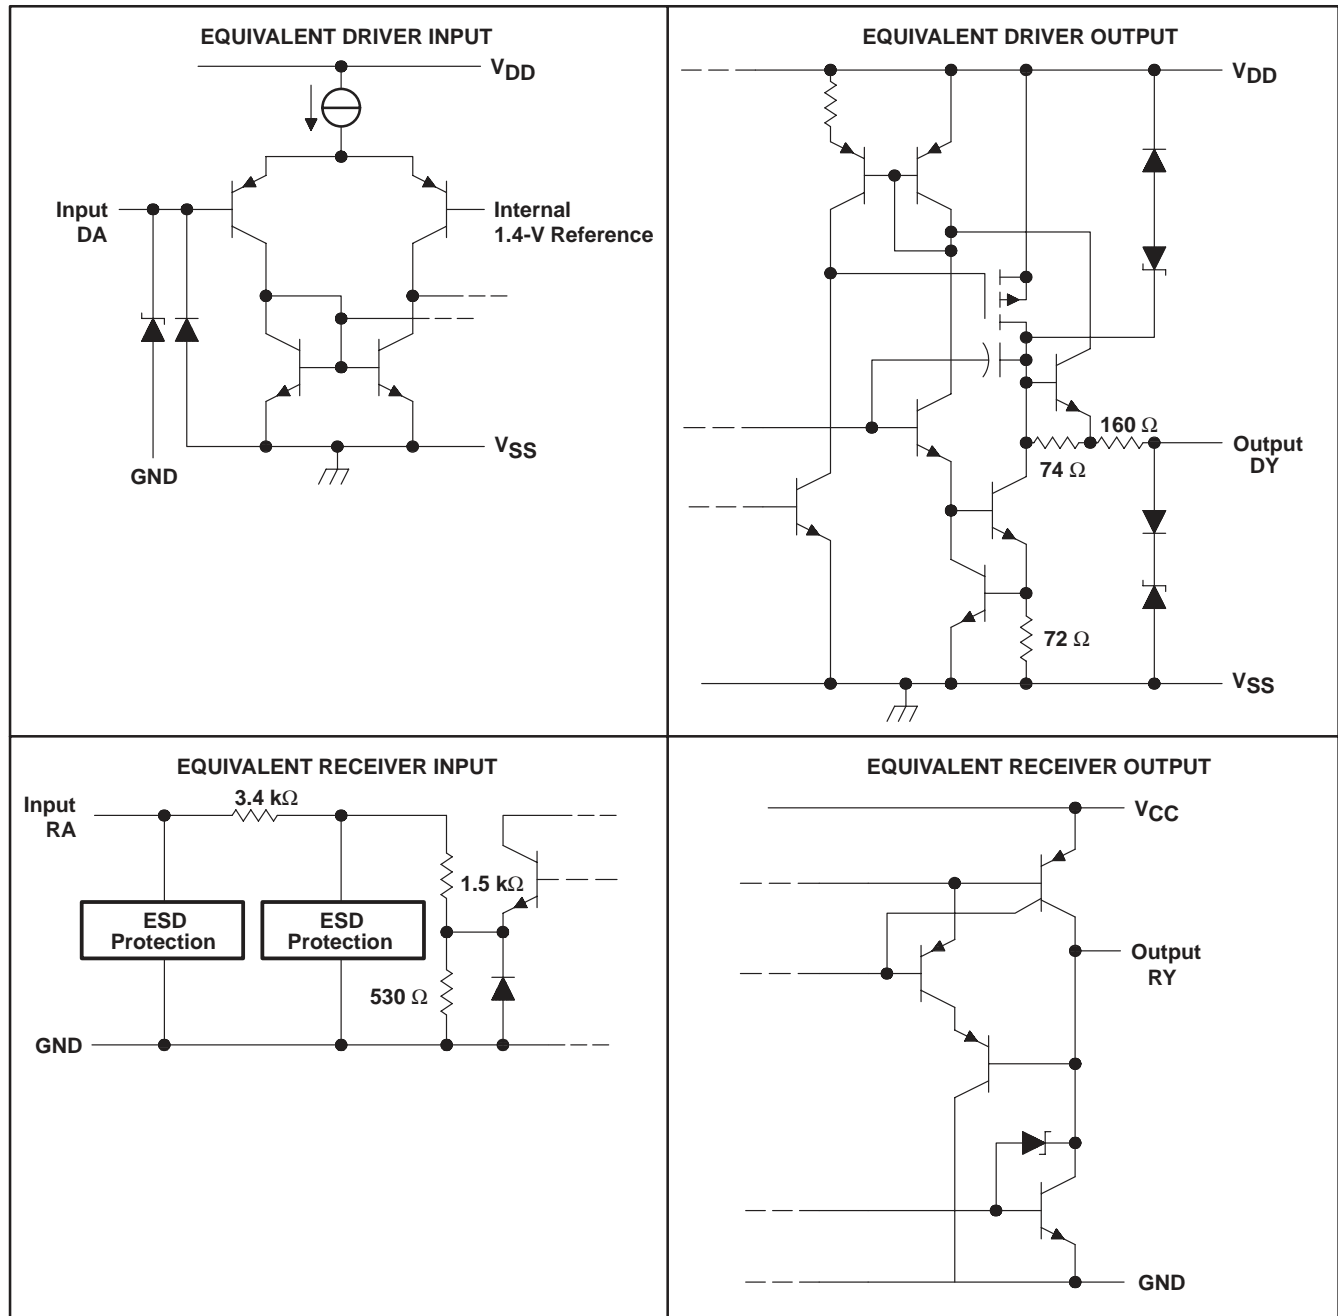 EQUIVALENT DRIVER INPUT
VDD
Input
DA
Internal
1.4-V Reference
VSS
GND
EQUIVALENT DRIVER OUTPUT
VDD
160 Ω
Output
DY
74 Ω
72 Ω
VSS
EQUIVALENT RECEIVER INPUT
3.4 kΩ
Input
RA
1.5 kΩ
ESD
Protection
ESD
Protection
530 Ω
GND
EQUIVALENT RECEIVER OUTPUT
VCC
Output
RY
GND